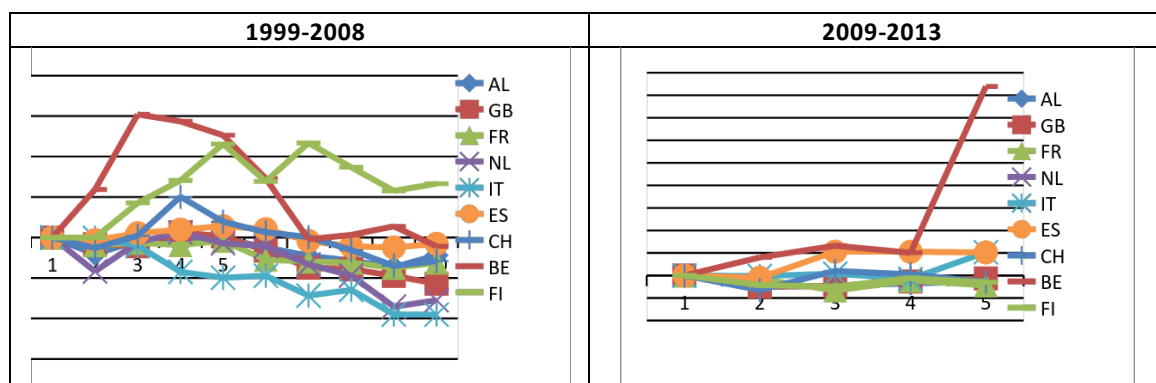 1999-2008
2009-2013
AL
GB
FR
NL
IT
ES
CH
BE
FI
1 3 4 5
AL
GB
FR
NL
IT
ES
CH
BE
FI
1 2 3 4 5